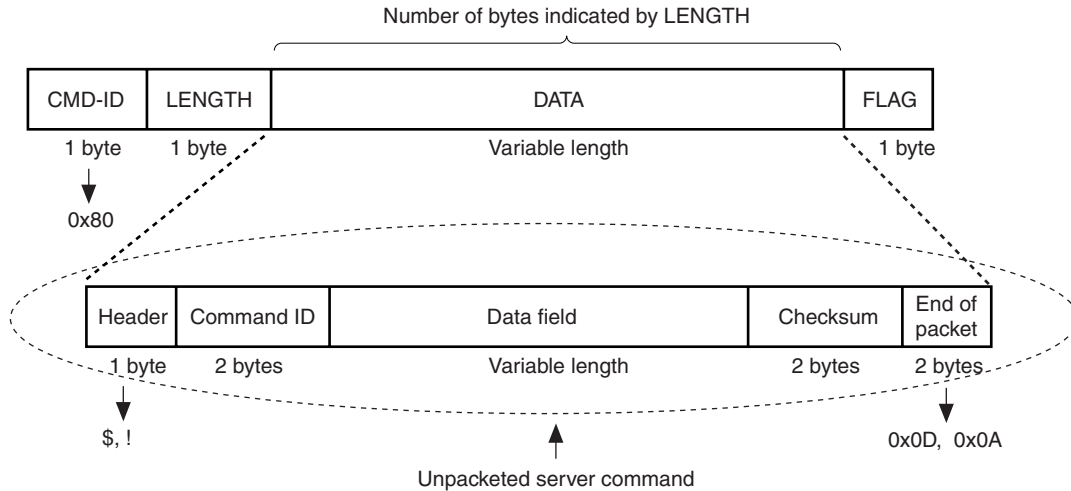 Number of bytes indicated by LENGTH
CMD-ID LENGTH DATA FLAG
1 byte 1 byte Variable length 1 byte
0x80
Header Command ID Data field Checksum End of packet
1 byte 2 bytes Variable length 2 bytes 2 bytes
$, ! 0x0D, 0x0A
Unpacketed server command